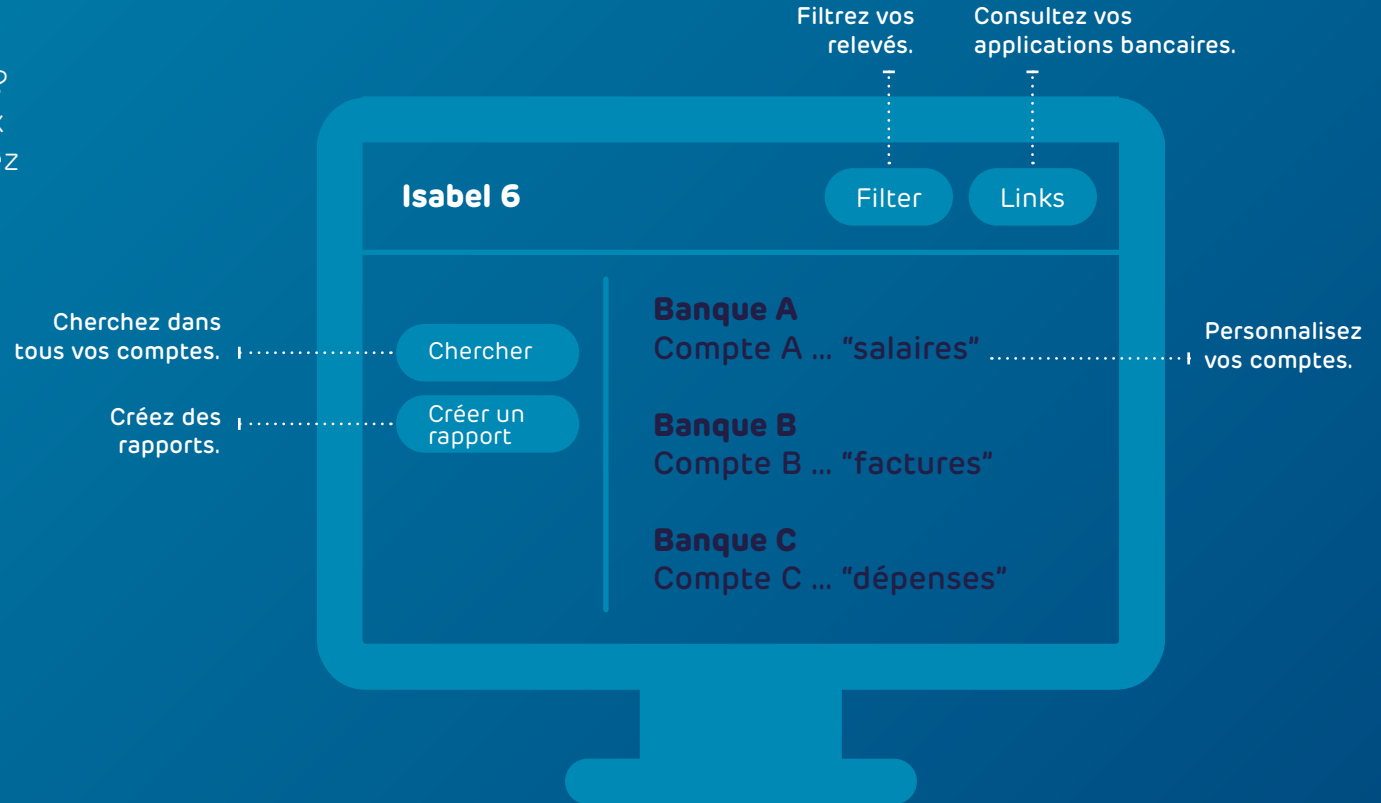 Filtrez vos
relevés.
Consultez vos
applications bancaires.
Isabel 6
Filter
Links
Cherchez dans
tous vos comptes.
Chercher
Créez des
rapports.
Créer un
rapport
Banque A
Compte A ... “salaires”
Personnalisez
vos comptes.
Banque B
Compte B ... “factures”
Banque C
Compte C ... “dépenses”